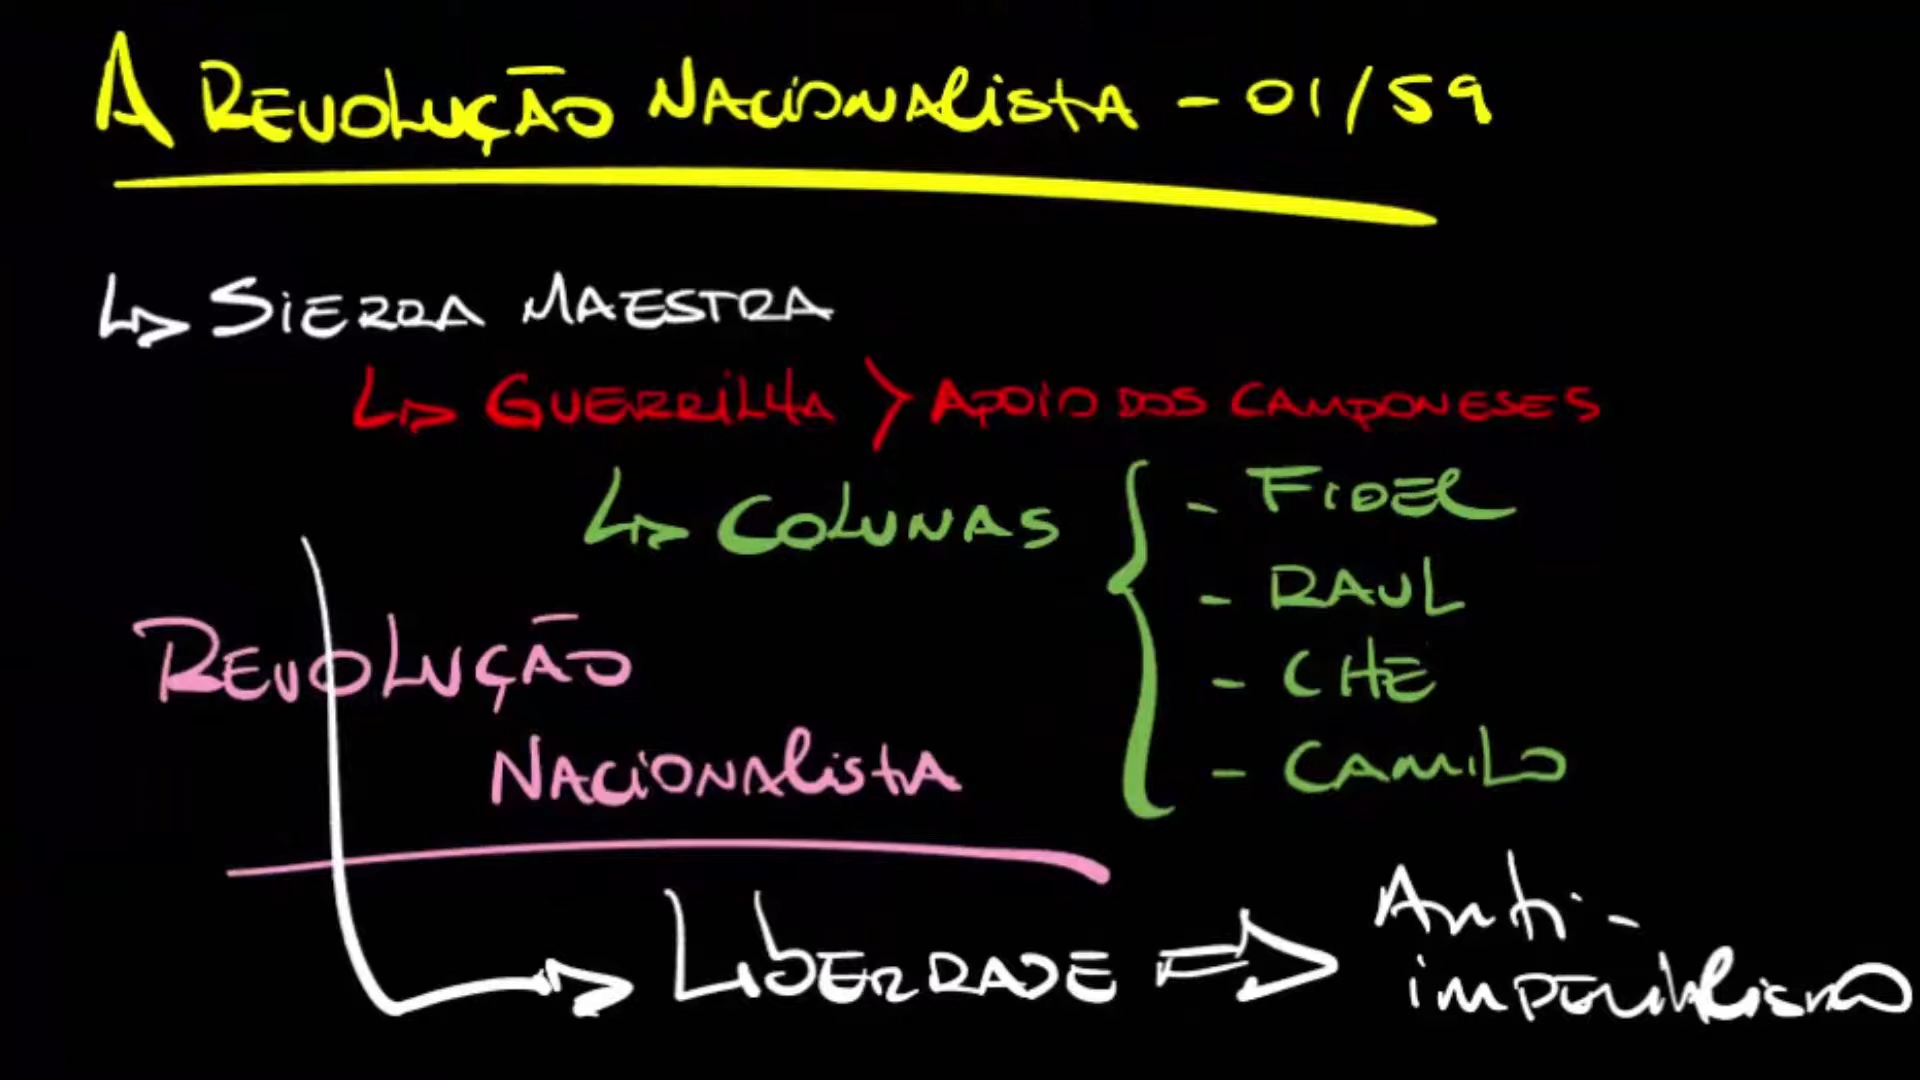 A REVOLUÇÃO NACIONALISTA - 01/59
↳ SIERRA MAESTRA
↳ GUERRILHA > APOIO DOS CAMPONESES
↳ COLUNAS { - FIDEL
- RAUL
- CHE
- CAMILO
REVOLUÇÃO
NACIONALISTA
↳ LIBERDADE ⇒ ANTI-
IMPERIALISMO